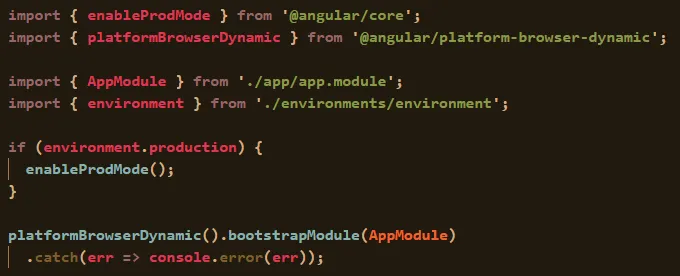 import { enableProdMode } from '@angular/core';
import { platformBrowserDynamic } from '@angular/platform-browser-dynamic';

import { AppModule } from './app/app.module';
import { environment } from './environments/environment';

if (environment.production) {
  enableProdMode();
}

platformBrowserDynamic().bootstrapModule(AppModule)
  .catch(err => console.error(err));